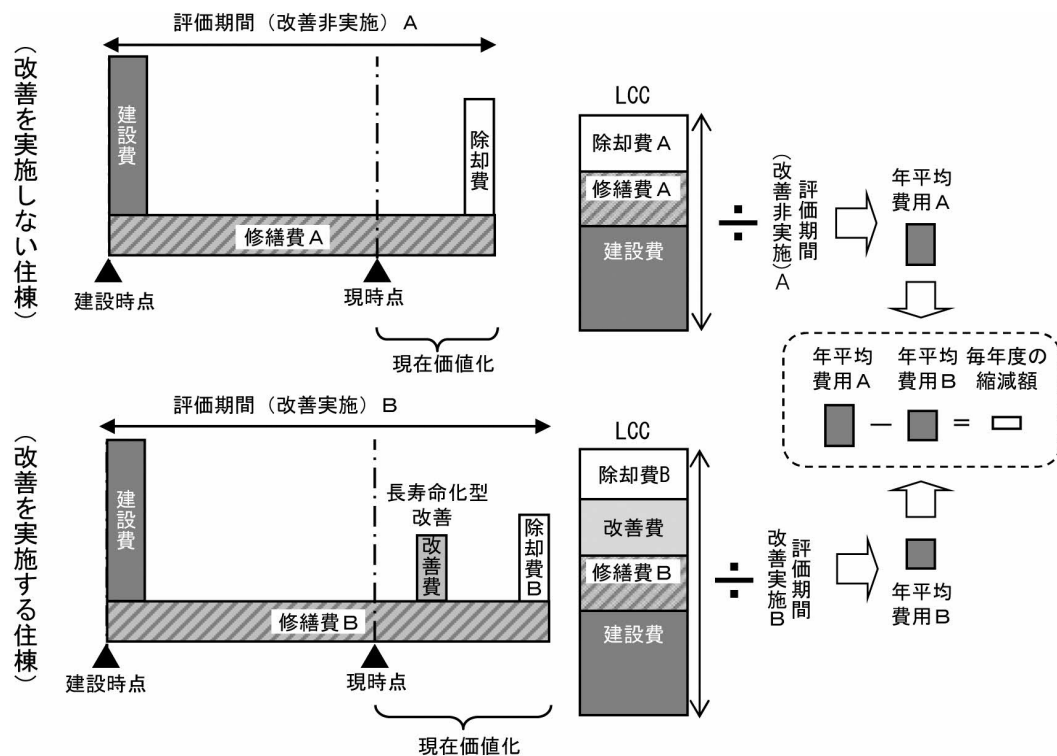 (改善を実施しない住棟)
評価期間(改善非実施)A
建設費
除却費
修繕費A
建設時点
現時点
現在価値化
LCC
除却費A
修繕費A
建設費
÷
評価期間
(改善非実施)A
年平均
費用A
年平均
費用A
年平均
費用B
毎年度の
縮減額
－
＝
(改善を実施する住棟)
評価期間(改善実施)B
建設費
長寿命化型
改善
改善費
除却費B
修繕費B
建設時点
現時点
現在価値化
LCC
除却費B
改善費
修繕費B
建設費
÷
評価期間
改善実施B
年平均
費用B